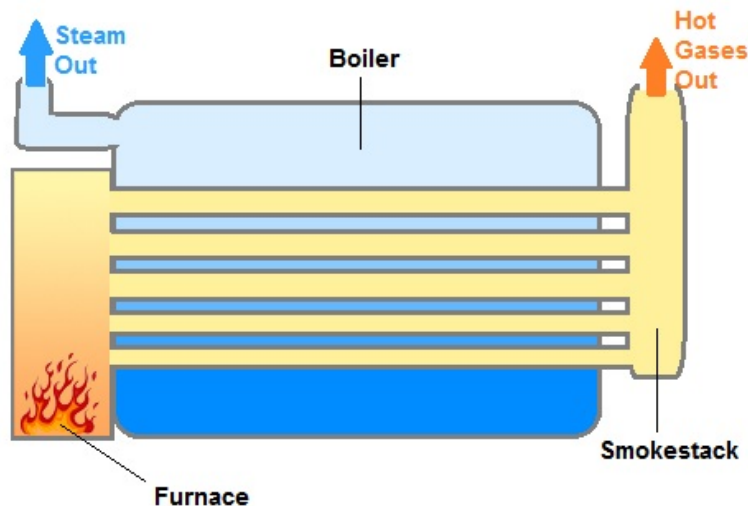 Steam
Out
Boiler
Hot
Gases
Out
Smokestack
Furnace